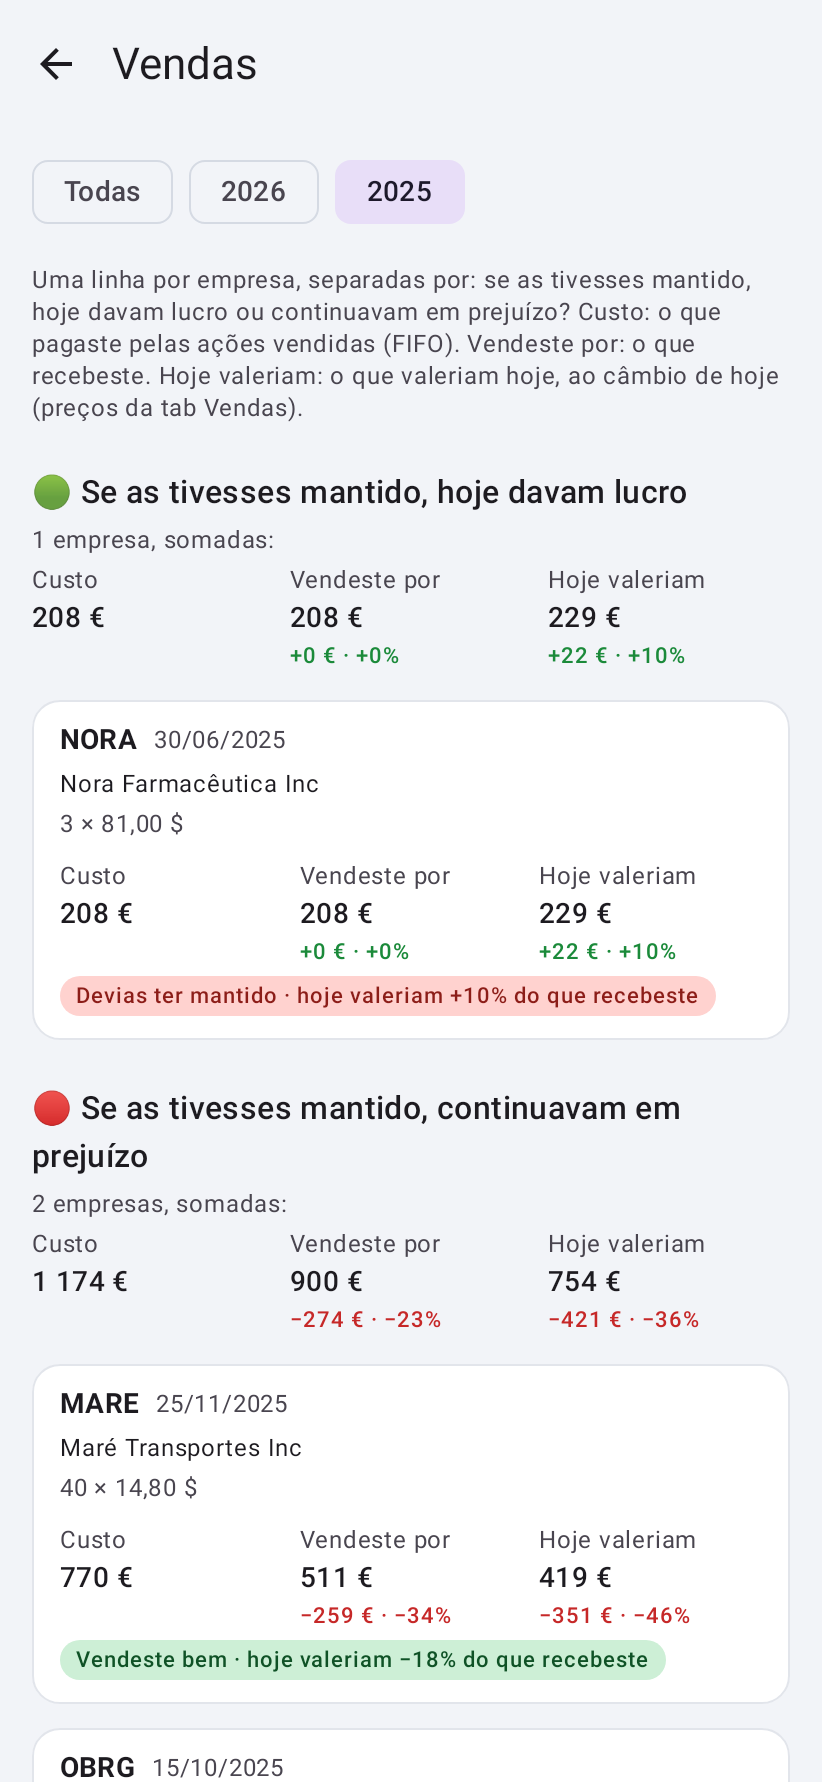 Vendas
Todas
2026
2025
Uma linha por empresa, separadas por: se as tivesses mantido,
hoje davam lucro ou continuavam em prejuízo? Custo: o que
pagaste pelas ações vendidas (FIFO). Vendeste por: o que
recebeste. Hoje valeriam: o que valeriam hoje, ao câmbio de hoje
(preços da tab Vendas).
Se as tivesses mantido, hoje davam lucro
1 empresa, somadas:
Custo Vendeste por Hoje valeriam
208 € 208 € 229 €
+0 € · +0% +22 € · +10%
NORA 30/06/2025
Nora Farmacêutica Inc
3 × 81,00 $
Custo Vendeste por Hoje valeriam
208 € 208 € 229 €
+0 € · +0% +22 € · +10%
Devias ter mantido · hoje valeriam +10% do que recebeste
Se as tivesses mantido, continuavam em
prejuízo
2 empresas, somadas:
Custo Vendeste por Hoje valeriam
1 174 € 900 € 754 €
−274 € · −23% −421 € · −36%
MARE 25/11/2025
Maré Transportes Inc
40 × 14,80 $
Custo Vendeste por Hoje valeriam
770 € 511 € 419 €
−259 € · −34% −351 € · −46%
Vendeste bem · hoje valeriam −18% do que recebeste
OBRG 15/10/2025